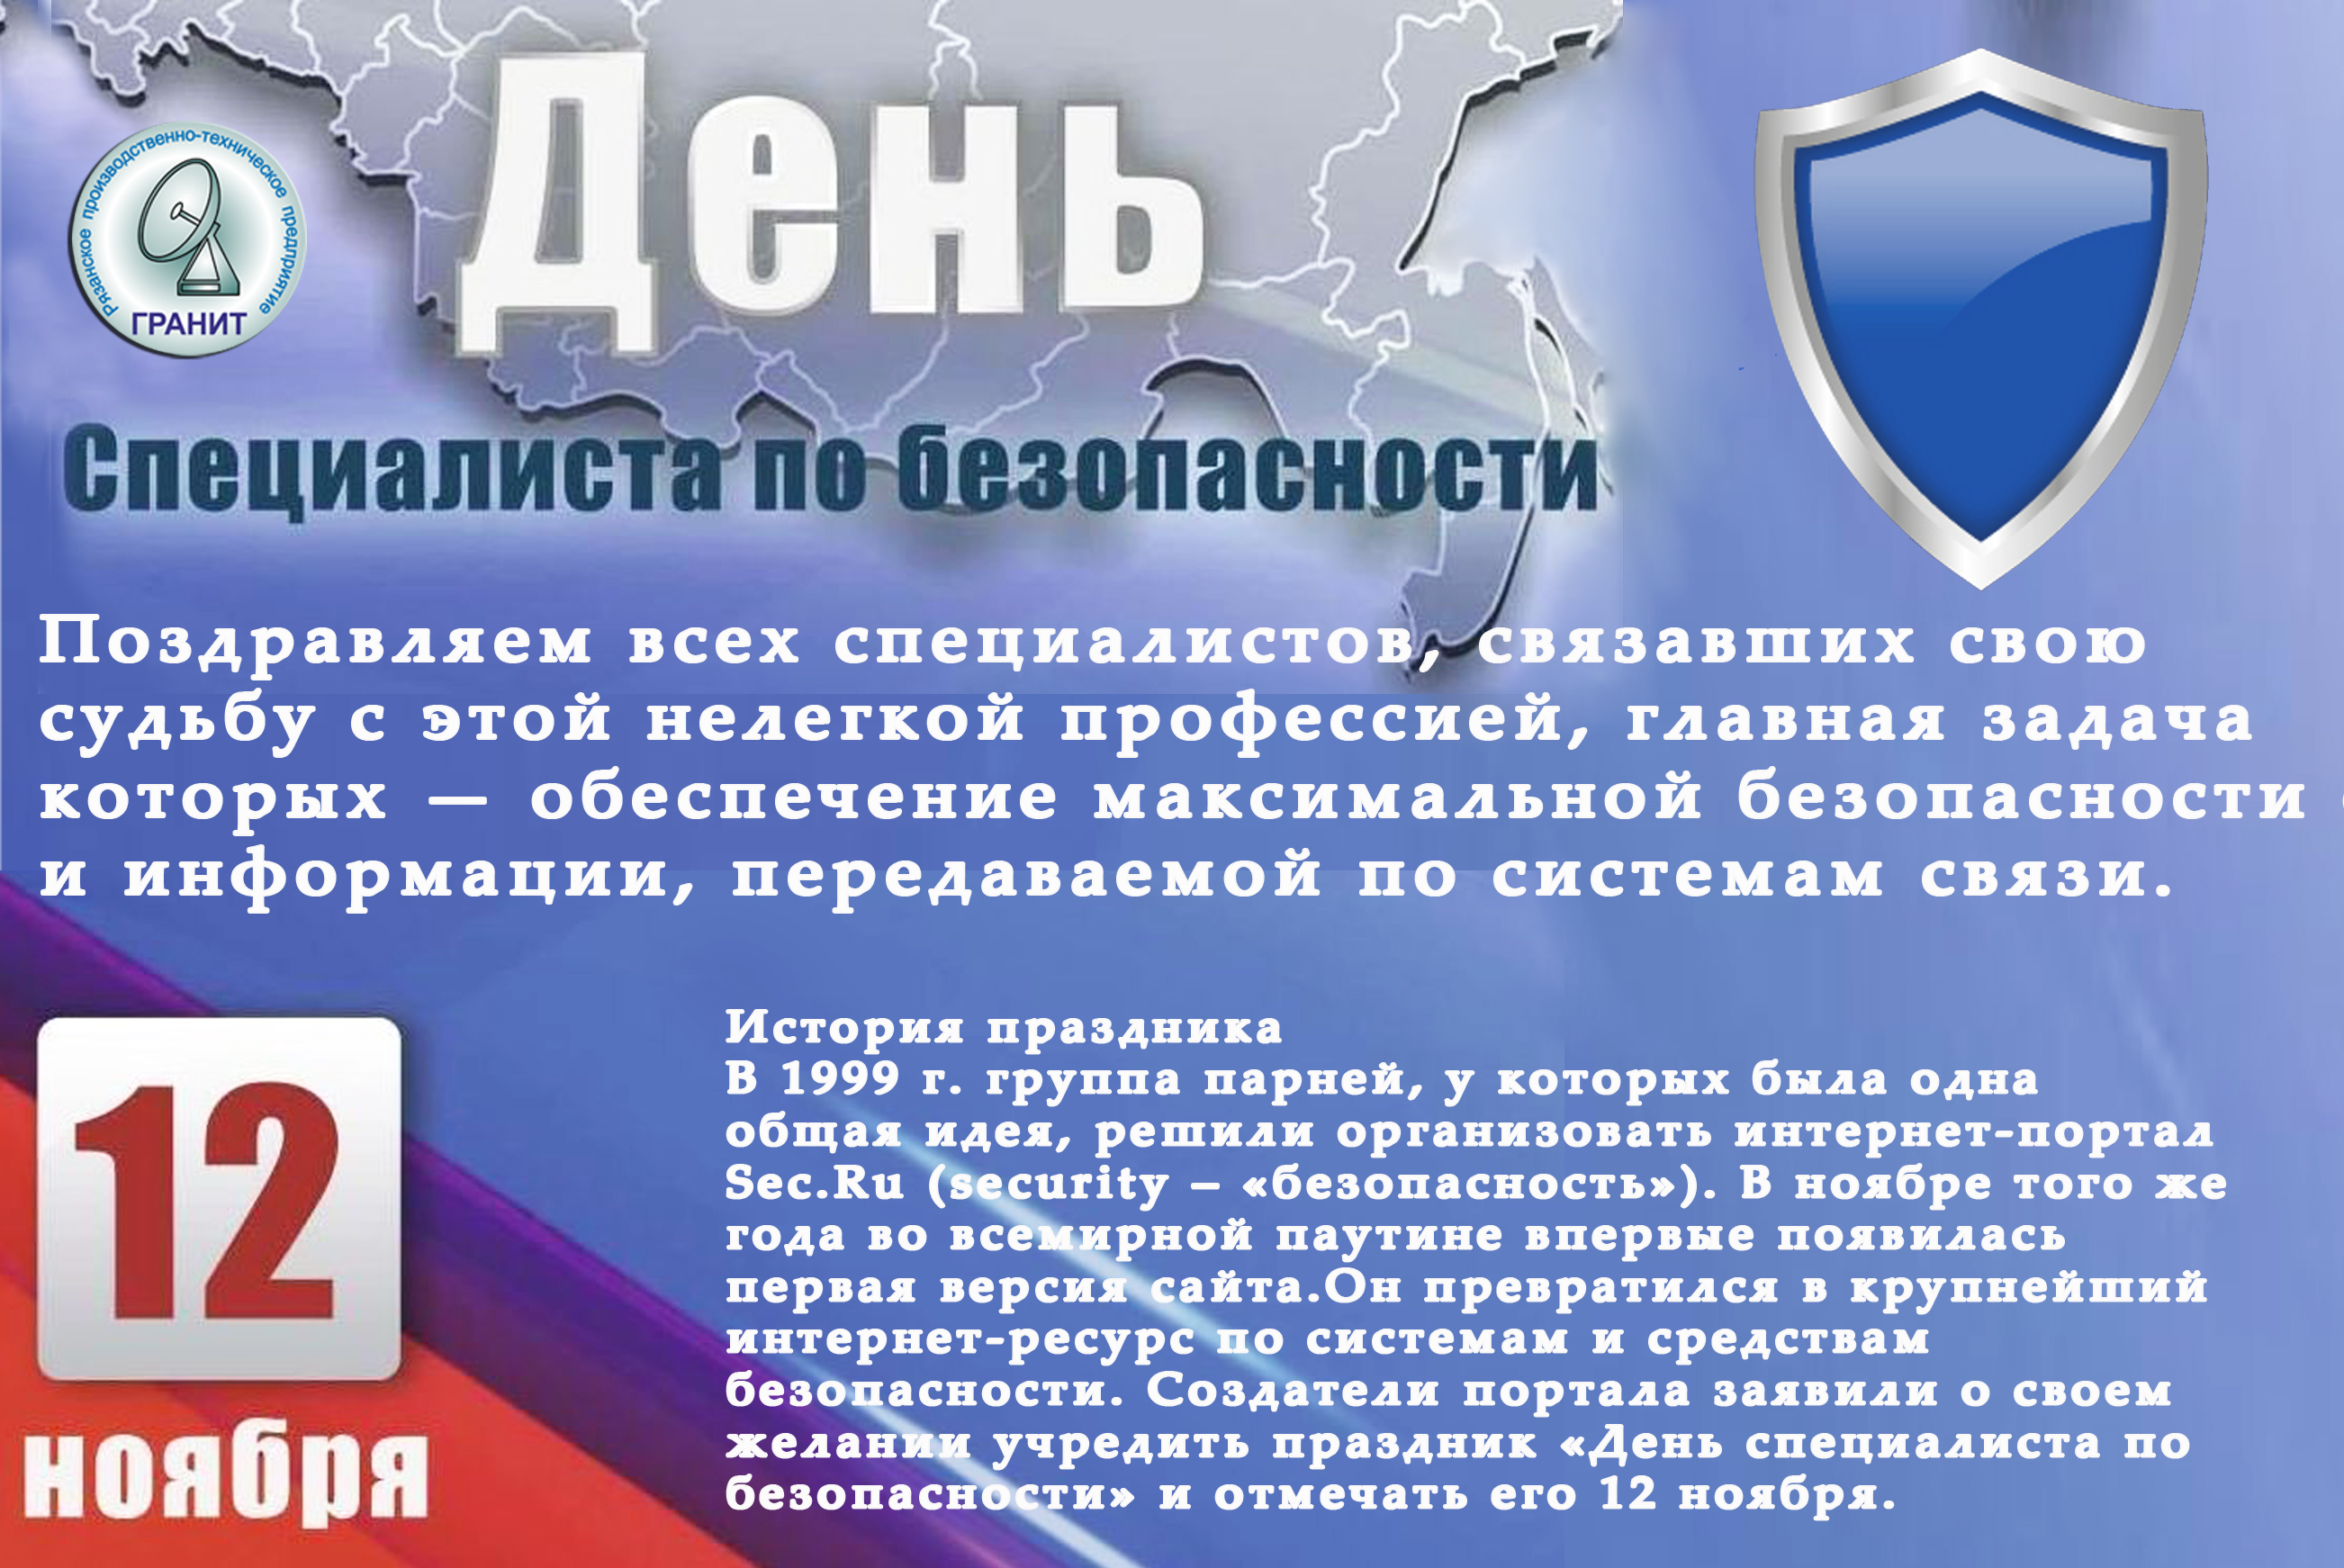 День
Рязанское производственно-техническое предприятие
ГРАНИТ
Специалиста по безопасности
Поздравляем всех специалистов, связавших свою
судьбу с этой нелегкой профессией, главная задача
которых — обеспечение максимальной безопасности
и информации, передаваемой по системам связи.
12
ноября
История праздника
В 1999 г. группа парней, у которых была одна
общая идея, решили организовать интернет-портал
Sec.Ru (security – «безопасность»). В ноябре того же
года во всемирной паутине впервые появилась
первая версия сайта.Он превратился в крупнейший
интернет-ресурс по системам и средствам
безопасности. Создатели портала заявили о своем
желании учредить праздник «День специалиста по
безопасности» и отмечать его 12 ноября.